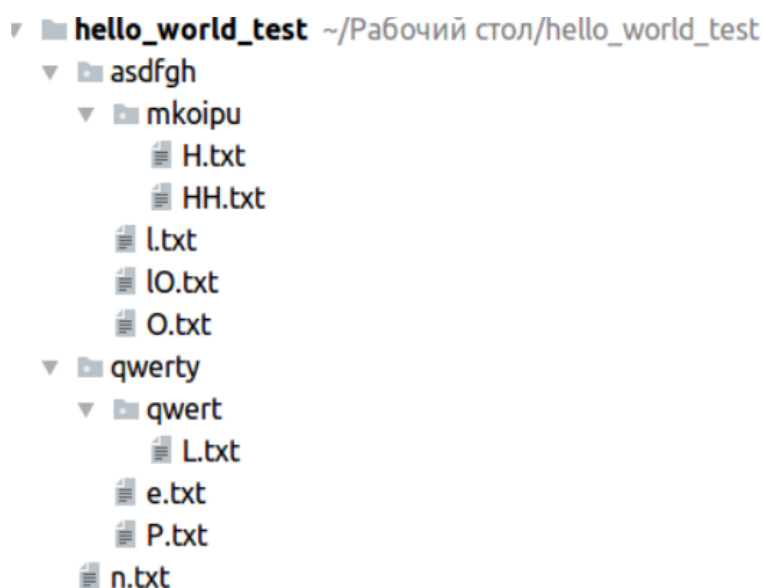 hello_world_test ~/Рабочий стол/hello_world_test
asdfgh
mkoipu
H.txt
HH.txt
l.txt
lO.txt
O.txt
qwerty
qwert
L.txt
e.txt
P.txt
n.txt